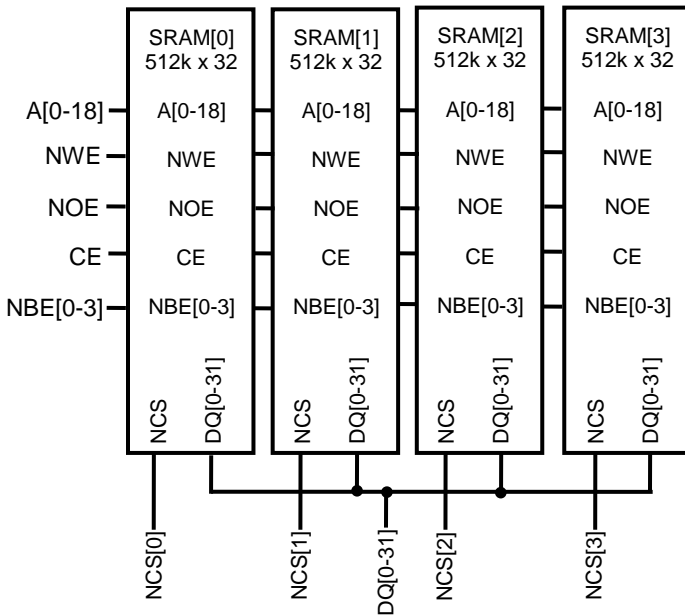 SRAM[0]
512k x 32
SRAM[1]
512k x 32
SRAM[2]
512k x 32
SRAM[3]
512k x 32
A[0-18]
A[0-18]
A[0-18]
A[0-18]
A[0-18]
NWE
NWE
NWE
NWE
NWE
NOE
NOE
NOE
NOE
NOE
CE
CE
CE
CE
CE
NBE[0-3]
NBE[0-3]
NBE[0-3]
NBE[0-3]
NBE[0-3]
NCS
DQ[0-31]
NCS
DQ[0-31]
NCS
DQ[0-31]
NCS
DQ[0-31]
NCS[0]
NCS[1]
DQ[0-31]
NCS[2]
NCS[3]